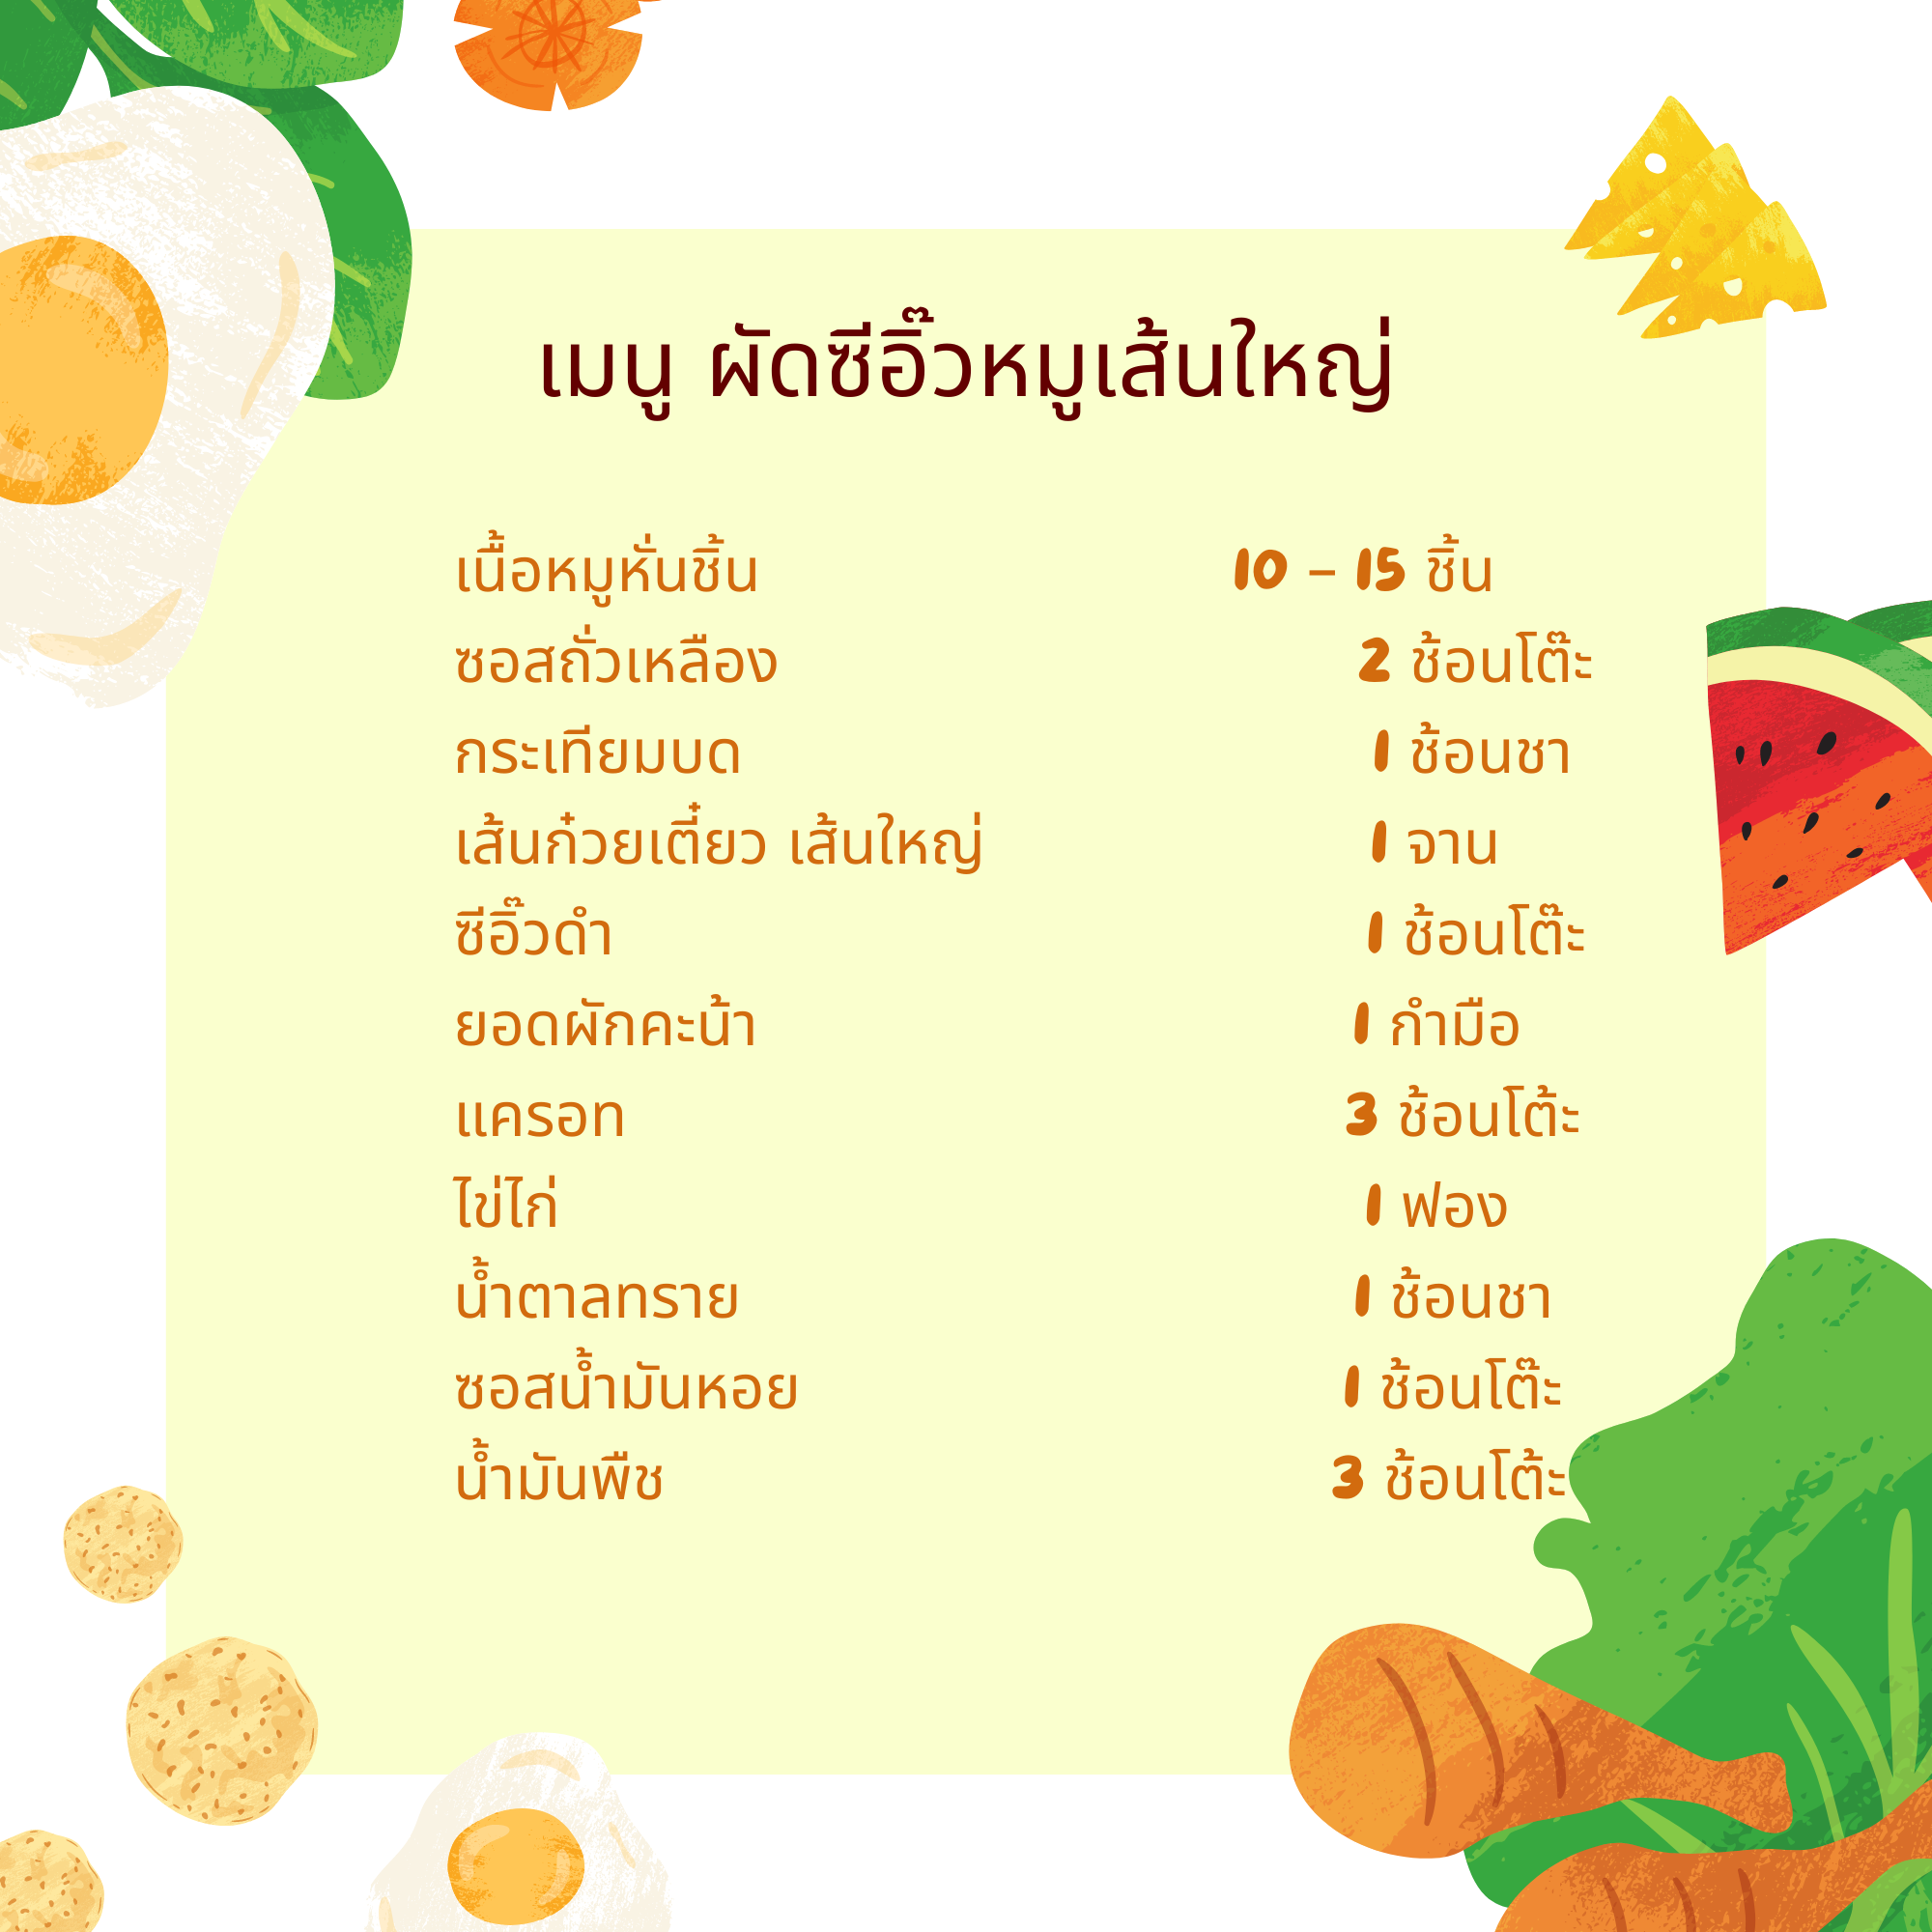 เมนู ผัดซีอิ๊วหมูเส้นใหญ่
เนื้อหมูหั่นชิ้น 10 – 15 ชิ้น
ซอสถั่วเหลือง 2 ช้อนโต๊ะ
กระเทียมบด 1 ช้อนชา
เส้นก๋วยเตี๋ยว เส้นใหญ่ 1 จาน
ซีอิ๊วดำ 1 ช้อนโต๊ะ
ยอดผักคะน้า 1 กำมือ
แครอท 3 ช้อนโต้ะ
ไข่ไก่ 1 ฟอง
น้ำตาลทราย 1 ช้อนชา
ซอสน้ำมันหอย 1 ช้อนโต๊ะ
น้ำมันพืช 3 ช้อนโต้ะ